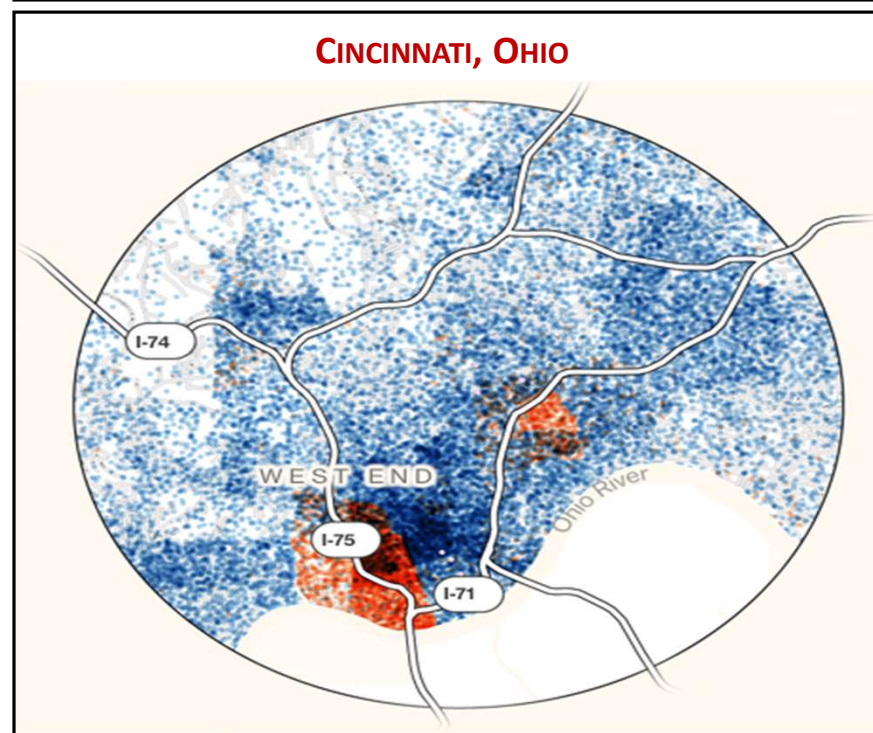 CINCINNATI, OHIO
I-74
WEST END
Ohio River
I-75
I-71